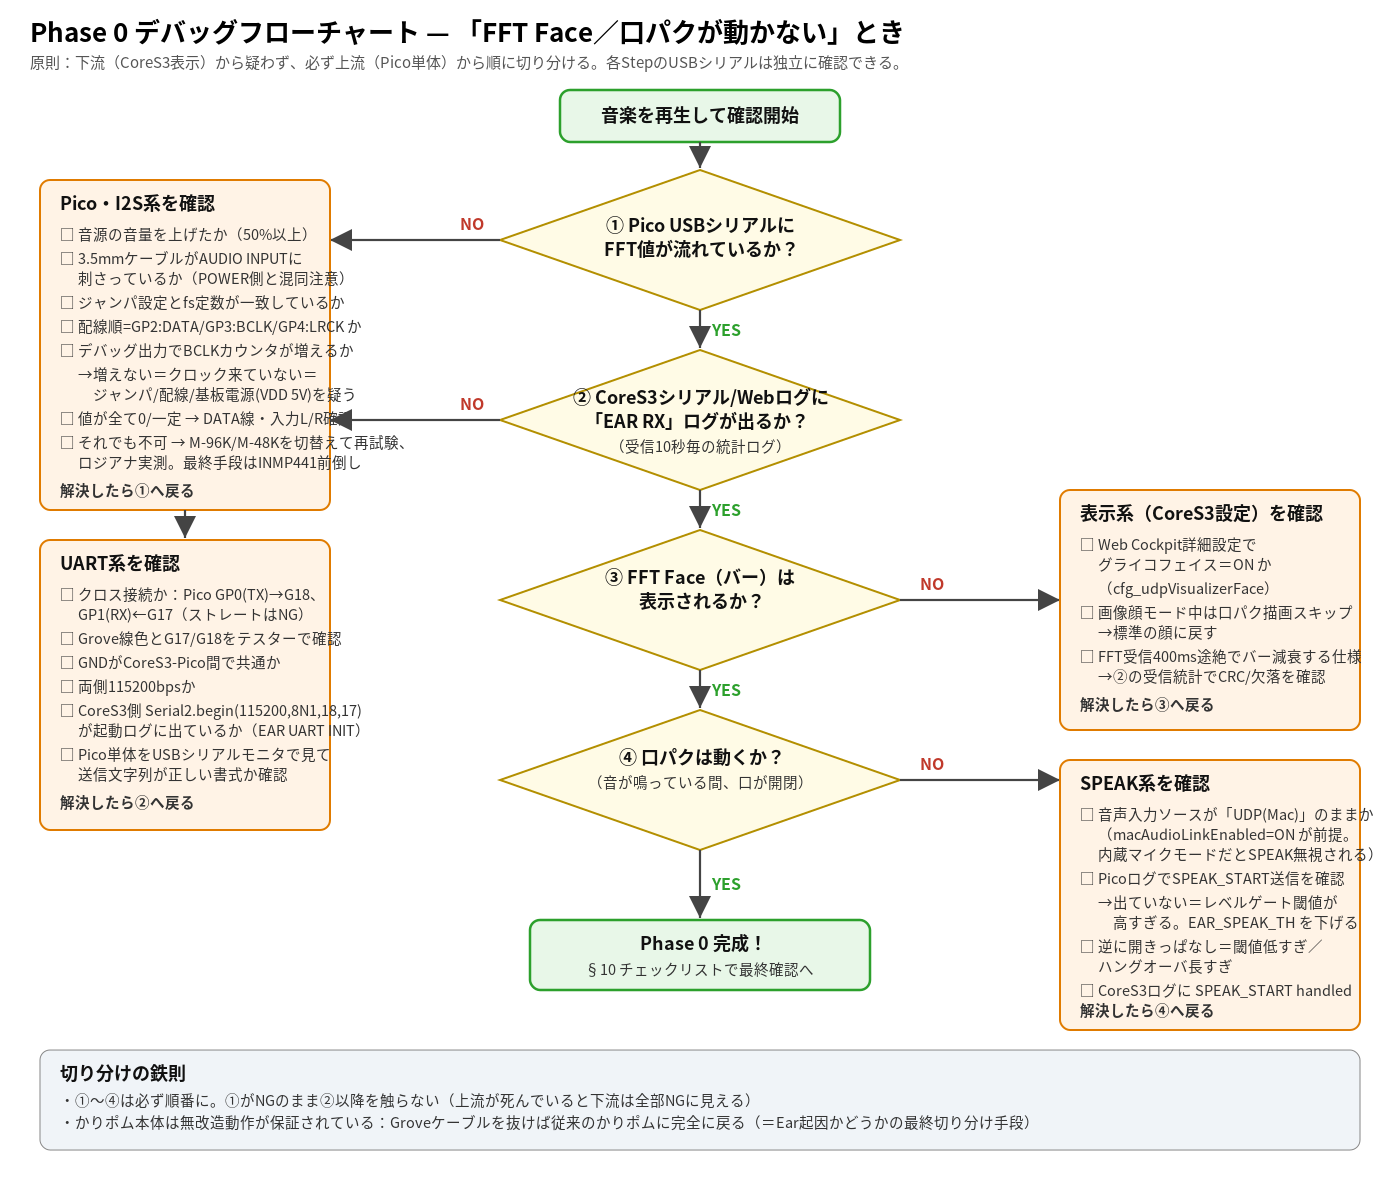 Phase 0 デバッグフローチャート — 「FFT Face／口パクが動かない」とき
原則：下流（CoreS3表示）から疑わず、必ず上流（Pico単体）から順に切り分ける。各StepのUSBシリアルは独立に確認できる。
音楽を再生して確認開始
① Pico USBシリアルに
FFT値が流れているか？
NO
YES
Pico・I2S系を確認
□ 音源の音量を上げたか（50%以上）
□ 3.5mmケーブルがAUDIO INPUTに
刺さっているか（POWER側と混同注意）
□ ジャンパ設定とfs定数が一致しているか
□ 配線順=GP2:DATA/GP3:BCLK/GP4:LRCK か
□ デバッグ出力でBCLKカウンタが増えるか
→増えない＝クロック来ていない＝
ジャンパ/配線/基板電源(VDD 5V)を疑う
□ 値が全て0/一定 → DATA線・入力L/R確認
□ それでも不可 → M-96K/M-48Kを切替えて再試験、
ロジアナ実測。最終手段はINMP441前倒し
解決したら①へ戻る
② CoreS3シリアル/Webログに
「EAR RX」ログが出るか？
（受信10秒毎の統計ログ）
NO
YES
UART系を確認
□ クロス接続か：Pico GP0(TX)→G18、
GP1(RX)←G17（ストレートはNG）
□ Grove線色とG17/G18をテスターで確認
□ GNDがCoreS3-Pico間で共通か
□ 両側115200bpsか
□ CoreS3側 Serial2.begin(115200,8N1,18,17)
が起動ログに出ているか（EAR UART INIT）
□ Pico単体をUSBシリアルモニタで見て
送信文字列が正しい書式か確認
解決したら②へ戻る
③ FFT Face（バー）は
表示されるか？
NO
YES
表示系（CoreS3設定）を確認
□ Web Cockpit詳細設定で
グライコフェイス＝ON か
（cfg_udpVisualizerFace）
□ 画像顔モード中は口パク描画スキップ
→標準の顔に戻す
□ FFT受信400ms途絶でバー減衰する仕様
→②の受信統計でCRC/欠落を確認
解決したら③へ戻る
④ 口パクは動くか？
（音が鳴っている間、口が開閉）
NO
YES
SPEAK系を確認
□ 音声入力ソースが「UDP(Mac)」のままか
（macAudioLinkEnabled=ON が前提。
内蔵マイクモードだとSPEAK無視される）
□ PicoログでSPEAK_START送信を確認
→出ていない＝レベルゲート閾値が
高すぎる。EAR_SPEAK_TH を下げる
□ 逆に開きっぱなし＝閾値低すぎ／
ハングオーバ長すぎ
□ CoreS3ログに SPEAK_START handled
解決したら④へ戻る
Phase 0 完成！
§10 チェックリストで最終確認へ
切り分けの鉄則
・①〜④は必ず順番に。①がNGのまま②以降を触らない（上流が死んでいると下流は全部NGに見える）
・かりポム本体は無改造動作が保証されている：Groveケーブルを抜けば従来のかりポムに完全に戻る（＝Ear起因かどうかの最終切り分け手段）